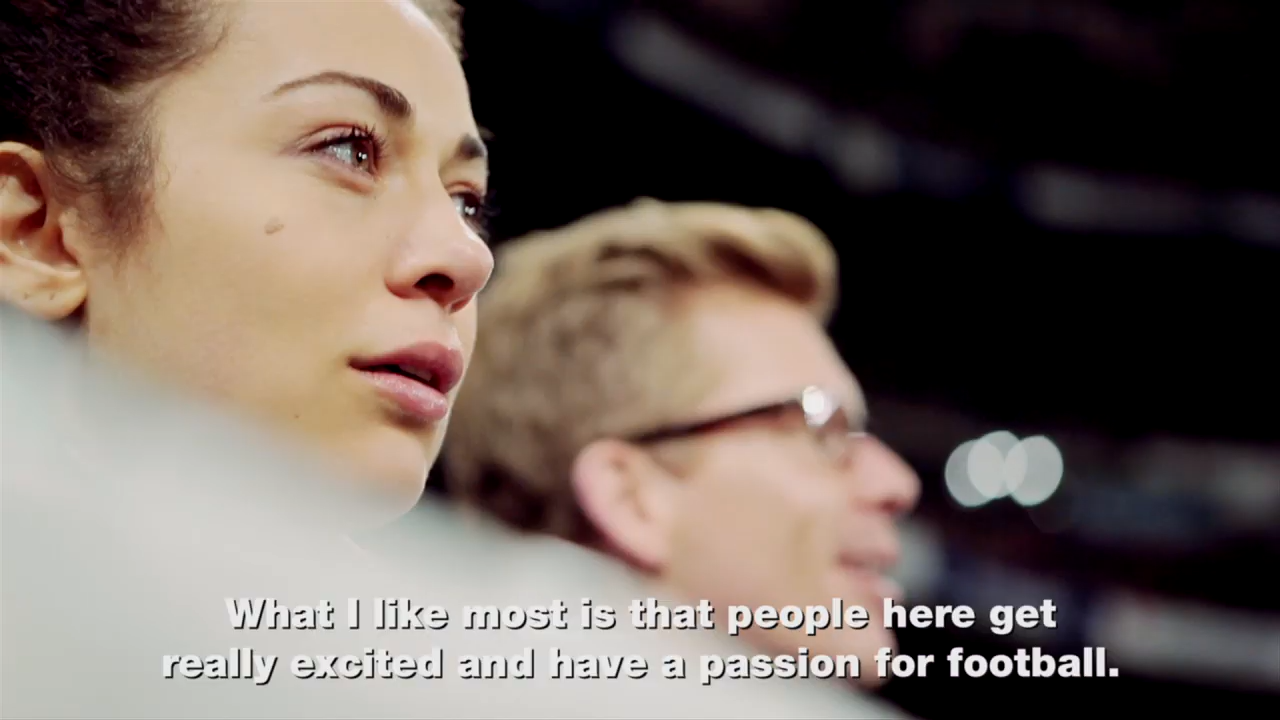 What I like most is that people here get
really excited and have a passion for football.